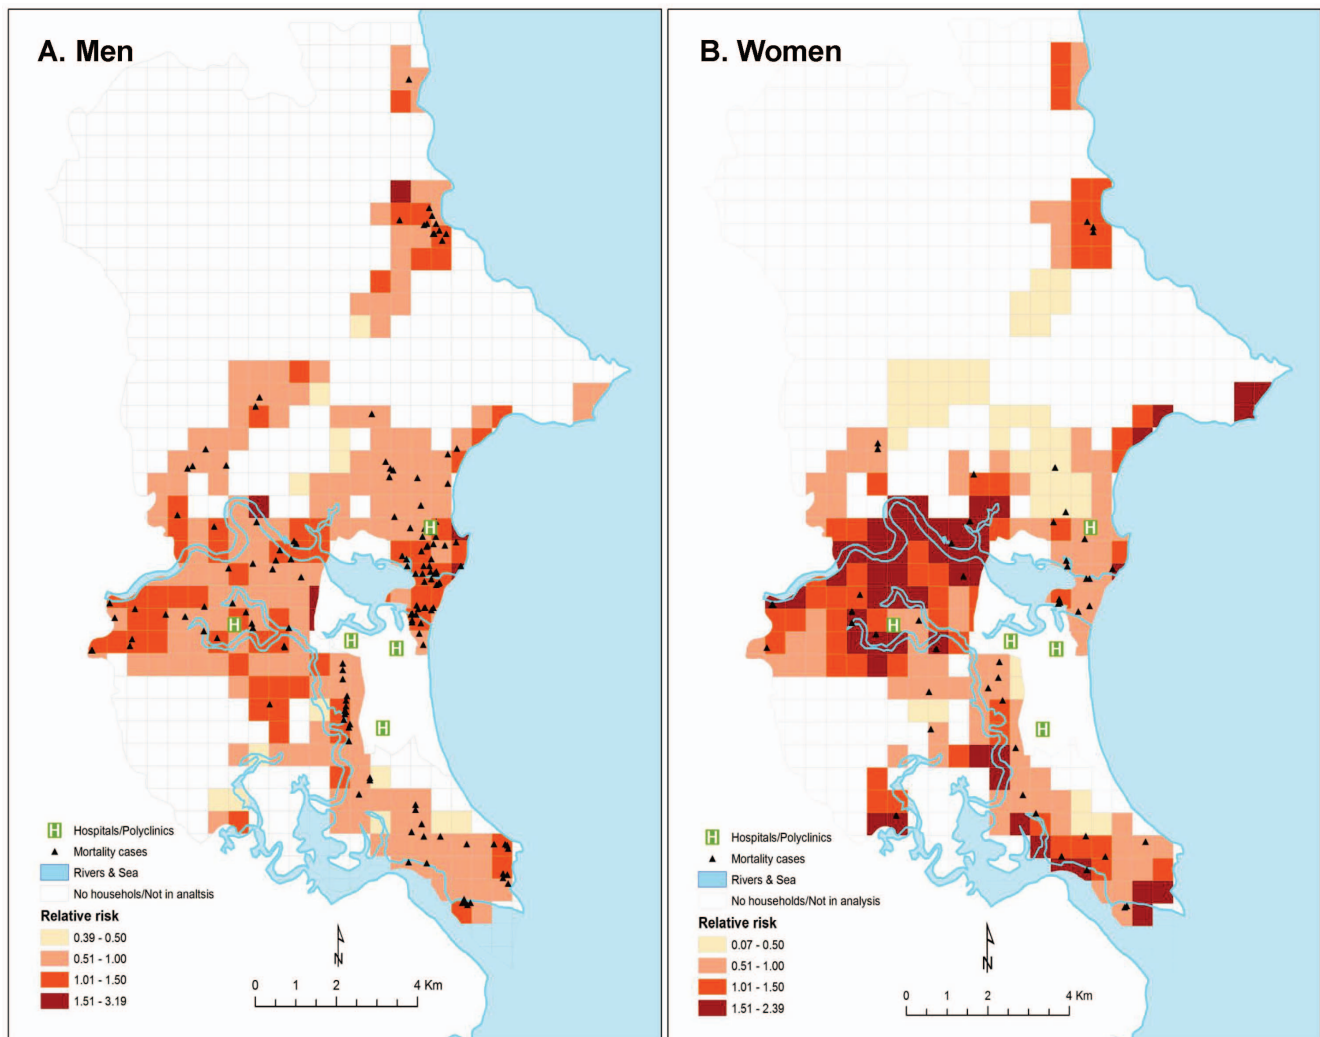 A. Men
H
H
H
H
H
H Hospitals/Polyclinics
Mortality cases
Rivers & Sea
No househols/Not in analtsis
Relative risk
0.39 - 0.50
0.51 - 1.00
1.01 - 1.50
1.51 - 3.19
N
0 1 2 4 Km
B. Women
H
H
H
H
H
H Hospitals/Polyclinics
Mortality cases
Rivers & Sea
No households/Not in analysis
Relative risk
0.07 - 0.50
0.51 - 1.00
1.01 - 1.50
1.51 - 2.39
N
0 1 2 4 Km